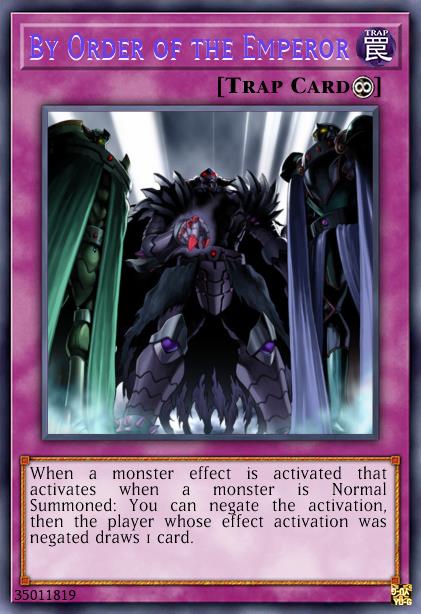 By Order of the Emperor
TRAP
罠
[Trap Card]
When a monster effect is activated that
activates when a monster is Normal
Summoned: You can negate the activation,
then the player whose effect activation was
negated draws 1 card.
35011819